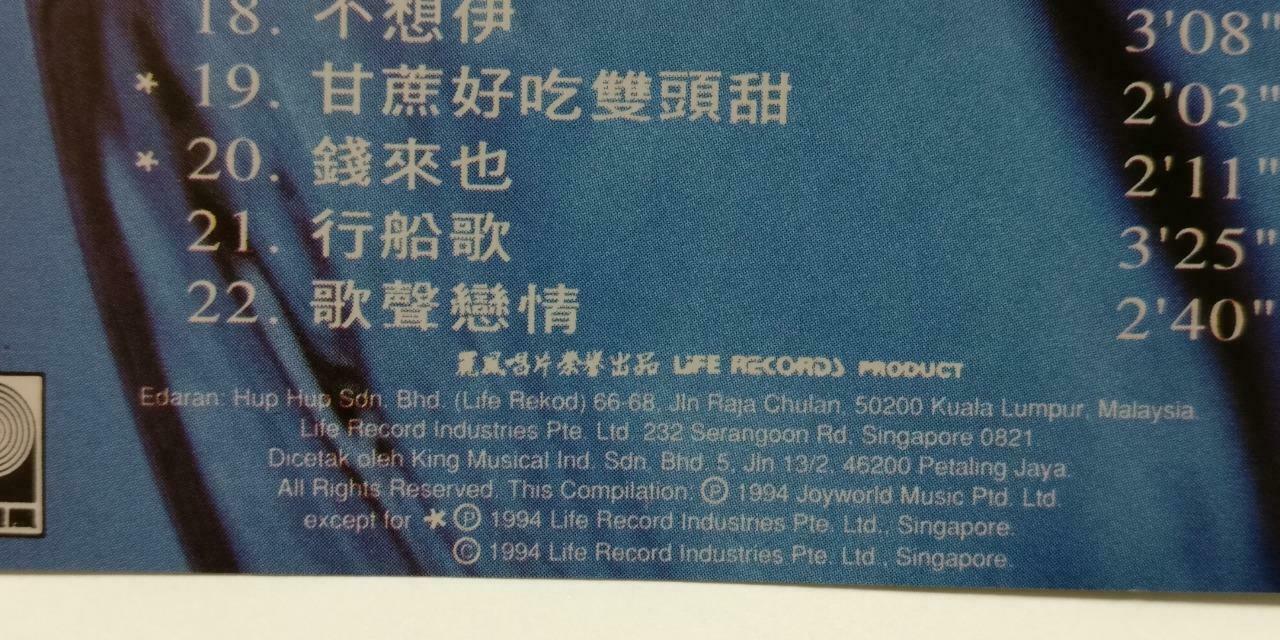 18. 不想伊 3'08"
* 19. 甘蔗好吃雙頭甜 2'03"
* 20. 錢來也 2'11"
21. 行船歌 3'25"
22. 歌聲戀情 2'40"
麗風唱片榮譽出品 LIFE RECORDS PRODUCT
Edaran: Hup Hup Sdn. Bhd. (Life Rekod) 66-68, Jln Raja Chulan, 50200 Kuala Lumpur, Malaysia.
Life Record Industries Pte. Ltd. 232 Serangoon Rd, Singapore 0821.
Dicetak oleh King Musical Ind. Sdn. Bhd. 5, Jln 13/2, 46200 Petaling Jaya.
All Rights Reserved. This Compilation: Ⓟ 1994 Joyworld Music Ptd. Ltd.
except for * Ⓟ 1994 Life Record Industries Pte. Ltd., Singapore.
© 1994 Life Record Industries Pte. Ltd., Singapore.